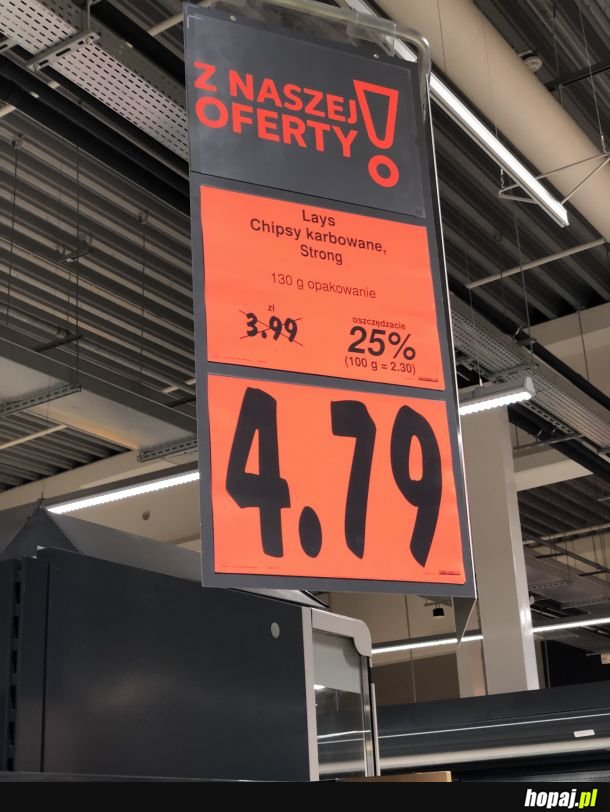 Z NASZEJ
OFERTY!
Lays
Chipsy karbowane,
Strong
130 g opakowanie
zł
3.99
oszczędzacie
25%
(100 g = 2.30)
4.79
hopaj.pl